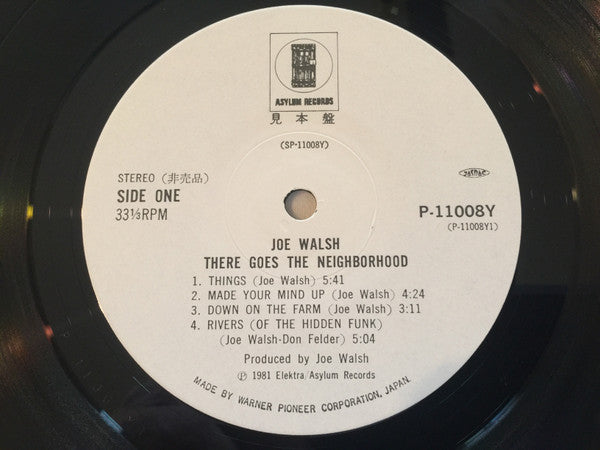 ASYLUM RECORDS
見本盤
(SP-11008Y)
STEREO (非売品)
SIDE ONE
33⅓RPM
P-11008Y
(P-11008Y1)
JOE WALSH
THERE GOES THE NEIGHBORHOOD
1. THINGS (Joe Walsh) 5:41
2. MADE YOUR MIND UP (Joe Walsh) 4:24
3. DOWN ON THE FARM (Joe Walsh) 3:11
4. RIVERS (OF THE HIDDEN FUNK)
(Joe Walsh-Don Felder) 5:04
Produced by Joe Walsh
Ⓟ 1981 Elektra/Asylum Records
MADE BY WARNER PIONEER CORPORATION, JAPAN.